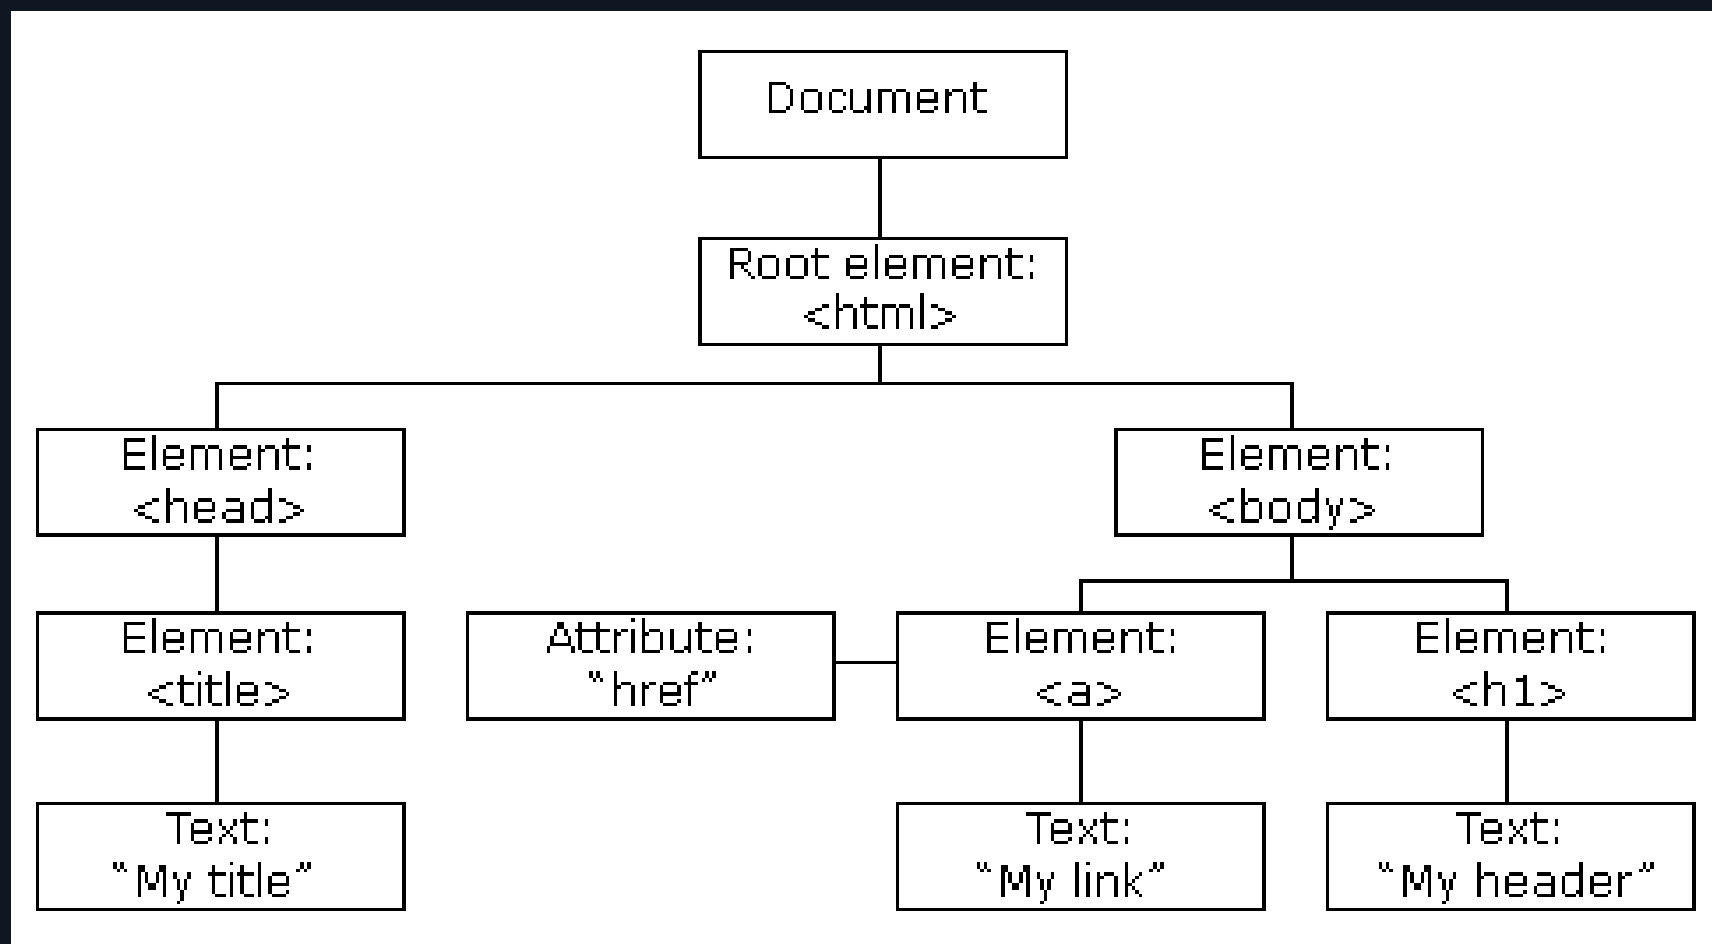 Document
Root element:
<html>
Element:
<head>
Element:
<body>
Element:
<title>
Attribute:
“href”
Element:
<a>
Element:
<h1>
Text:
“My title”
Text:
“My link”
Text:
“My header”